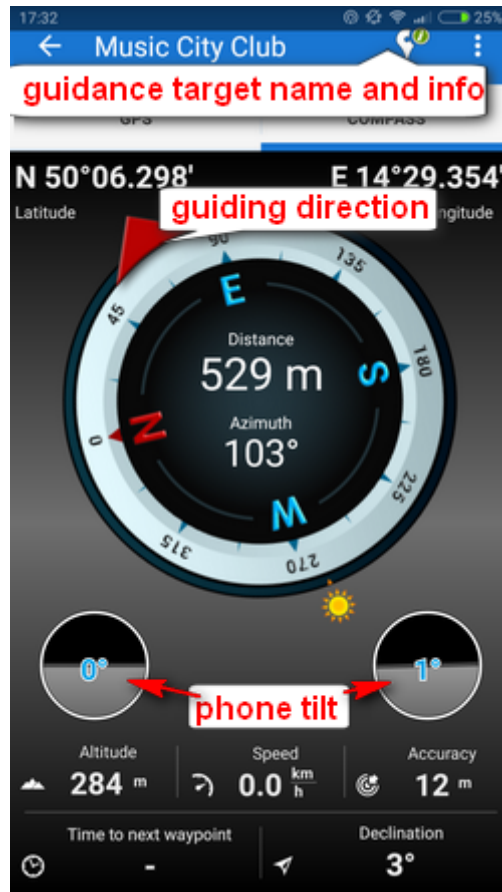 17:32 25%
Music City Club
guidance target name and info
GPS COMPASS
N 50°06.298' E 14°29.354'
Latitude gitude
guiding direction
90
135
45
E
Distance
529 m
180
S
Azimuth
103°
0
N
W
225
315
270
0° 1°
phone tilt
Altitude Speed Accuracy
284 m 0.0 km/h 12 m
Time to next waypoint Declination
- 3°